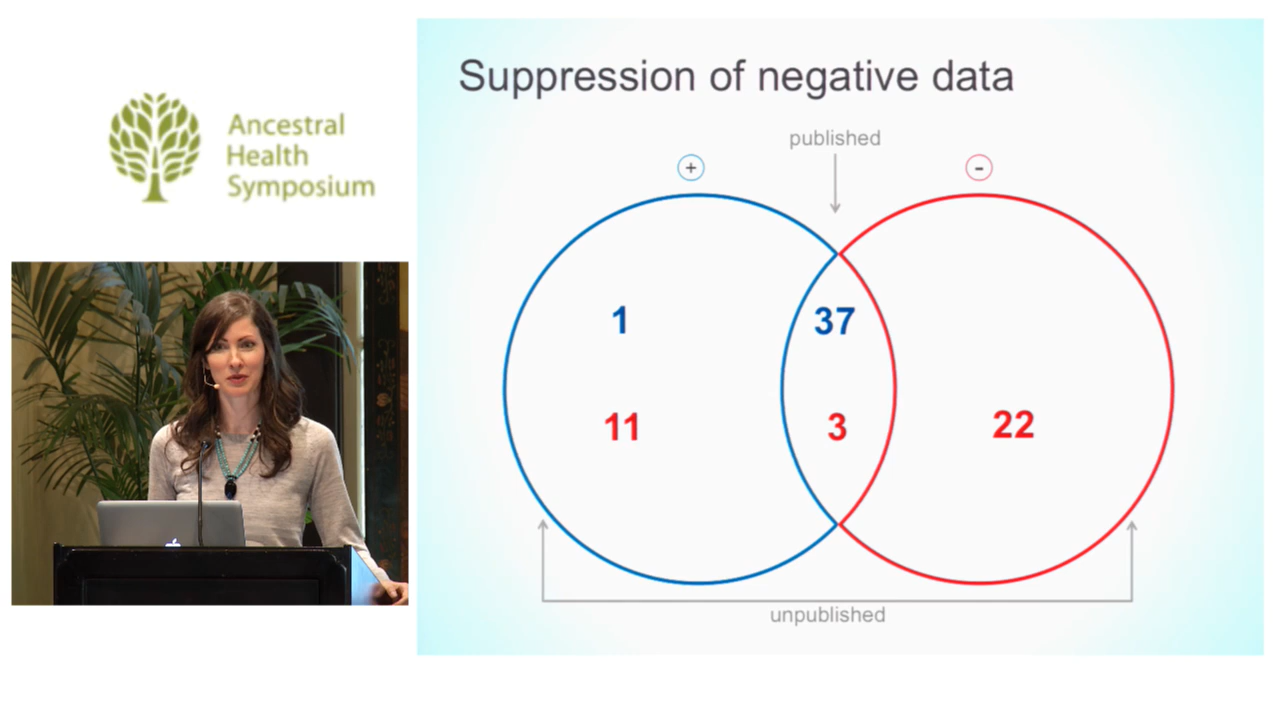 Ancestral
Health
Symposium
Suppression of negative data
published
+
-
1
37
11
3
22
unpublished